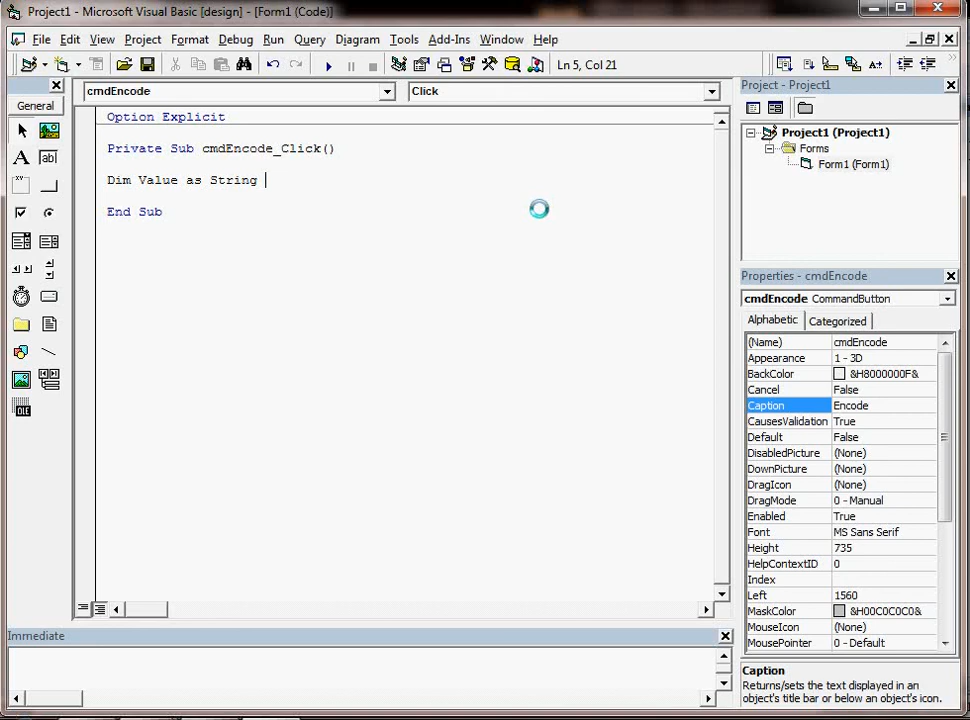 Project1 - Microsoft Visual Basic [design] - [Form1 (Code)]
File Edit View Project Format Debug Run Query Diagram Tools Add-Ins Window Help
Ln 5, Col 21
General
cmdEncode Click
Option Explicit
Private Sub cmdEncode_Click()
Dim Value as String
End Sub
Immediate
Project - Project1
Project1 (Project1)
Forms
Form1 (Form1)
Properties - cmdEncode
cmdEncode CommandButton
Alphabetic Categorized
(Name) cmdEncode
Appearance 1 - 3D
BackColor &H8000000F&
Cancel False
Caption Encode
CausesValidation True
Default False
DisabledPicture (None)
DownPicture (None)
DragIcon (None)
DragMode 0 - Manual
Enabled True
Font MS Sans Serif
Height 735
HelpContextID 0
Index
Left 1560
MaskColor &H00C0C0C0&
MouseIcon (None)
MousePointer 0 - Default
Caption
Returns/sets the text displayed in an
object's title bar or below an object's icon.